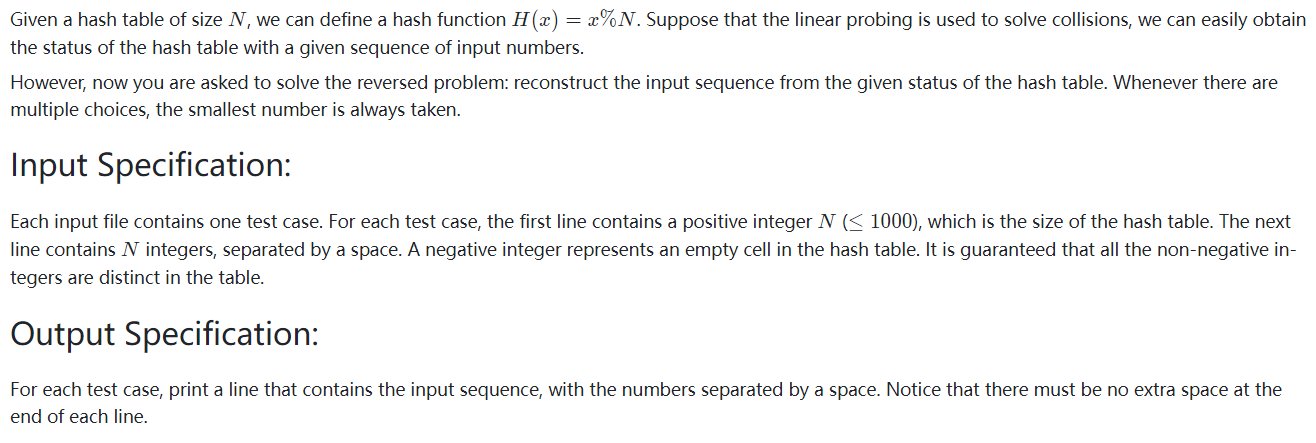 Given a hash table of size N, we can define a hash function H(x) = x%N. Suppose that the linear probing is used to solve collisions, we can easily obtain
the status of the hash table with a given sequence of input numbers.
However, now you are asked to solve the reversed problem: reconstruct the input sequence from the given status of the hash table. Whenever there are
multiple choices, the smallest number is always taken.
Input Specification:
Each input file contains one test case. For each test case, the first line contains a positive integer N (≤ 1000), which is the size of the hash table. The next
line contains N integers, separated by a space. A negative integer represents an empty cell in the hash table. It is guaranteed that all the non-negative in-
tegers are distinct in the table.
Output Specification:
For each test case, print a line that contains the input sequence, with the numbers separated by a space. Notice that there must be no extra space at the
end of each line.